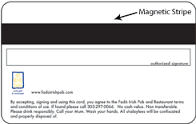 Magnetic Stripe
authorized signature
www.fadoirishpub.com
By accepting, signing and using this card, you agree to the Fadó Irish Pub and Restaurant terms
and conditions of use. If found please call 303-297-0066. No cash value. Non transferable.
Please drink responsibly. Call your Mum. Wash your hands. All shakaleyes will be confiscated
and properly disposed of.